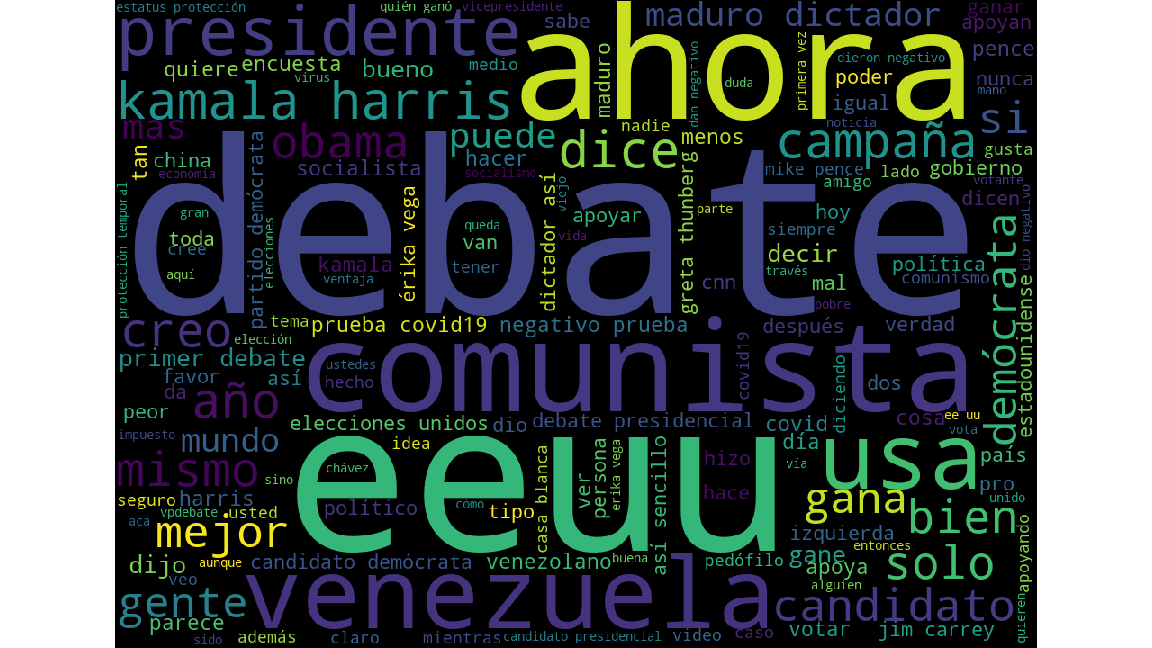 estatus protección
quién ganó
vicepresidente
ganar
presidente
ahora
sabe
maduro dictador
apoyan
quiere
encuesta
bueno
medio
maduro
dan negativo
primera vez
dieron negativo
pence
virus
duda
poder
nunca
mano
kamala harris
igual
más
obama
puede
nadie
menos
noticia
campaña
si
tan
china
economía
socialista
hacer
dice
socialismo
mike pence
lado
gobierno
gusta
amigo
votante
dicen
protección temporal
debate
gran
toda
cree
aquí
partido demócrata
elecciones
kamala
ventaja
érika vega
queda
van
tener
viejo
dictador así
apoyar
vida
greta thunberg
parte
cnn
hoy
siempre
decir
través
mal
pobre
política
comunismo
demócrata
dio negativo
estadounidense
creo
tema
elección
prueba covid19
negativo prueba
después
verdad
primer debate
favor
así
ustedes
hecho
comunista
covid19
dos
da
año
peor
elecciones unidos
dio
debate presidencial
covid
diciendo
cosa
ee uu
vota
impuesto
mundo
idea
día
país
mismo
sino
chávez
eeuu
casa blanca
ver
persona
erika vega
así sencillo
hizo
hace
vía
usa
pro
unido
seguro
harris
político
cómo
tipo
gana
bien
acá
vpdebate
usted
mejor
izquierda
entonces
aunque
dijo
candidato demócrata
venezolano
buena
pedófilo
gane
apoya
solo
apoyando
veo
alguien
gente
venezuela
candidato
quieren
parece
sido
además
claro
mientras
candidato presidencial
video
caso
votar
jim carrey